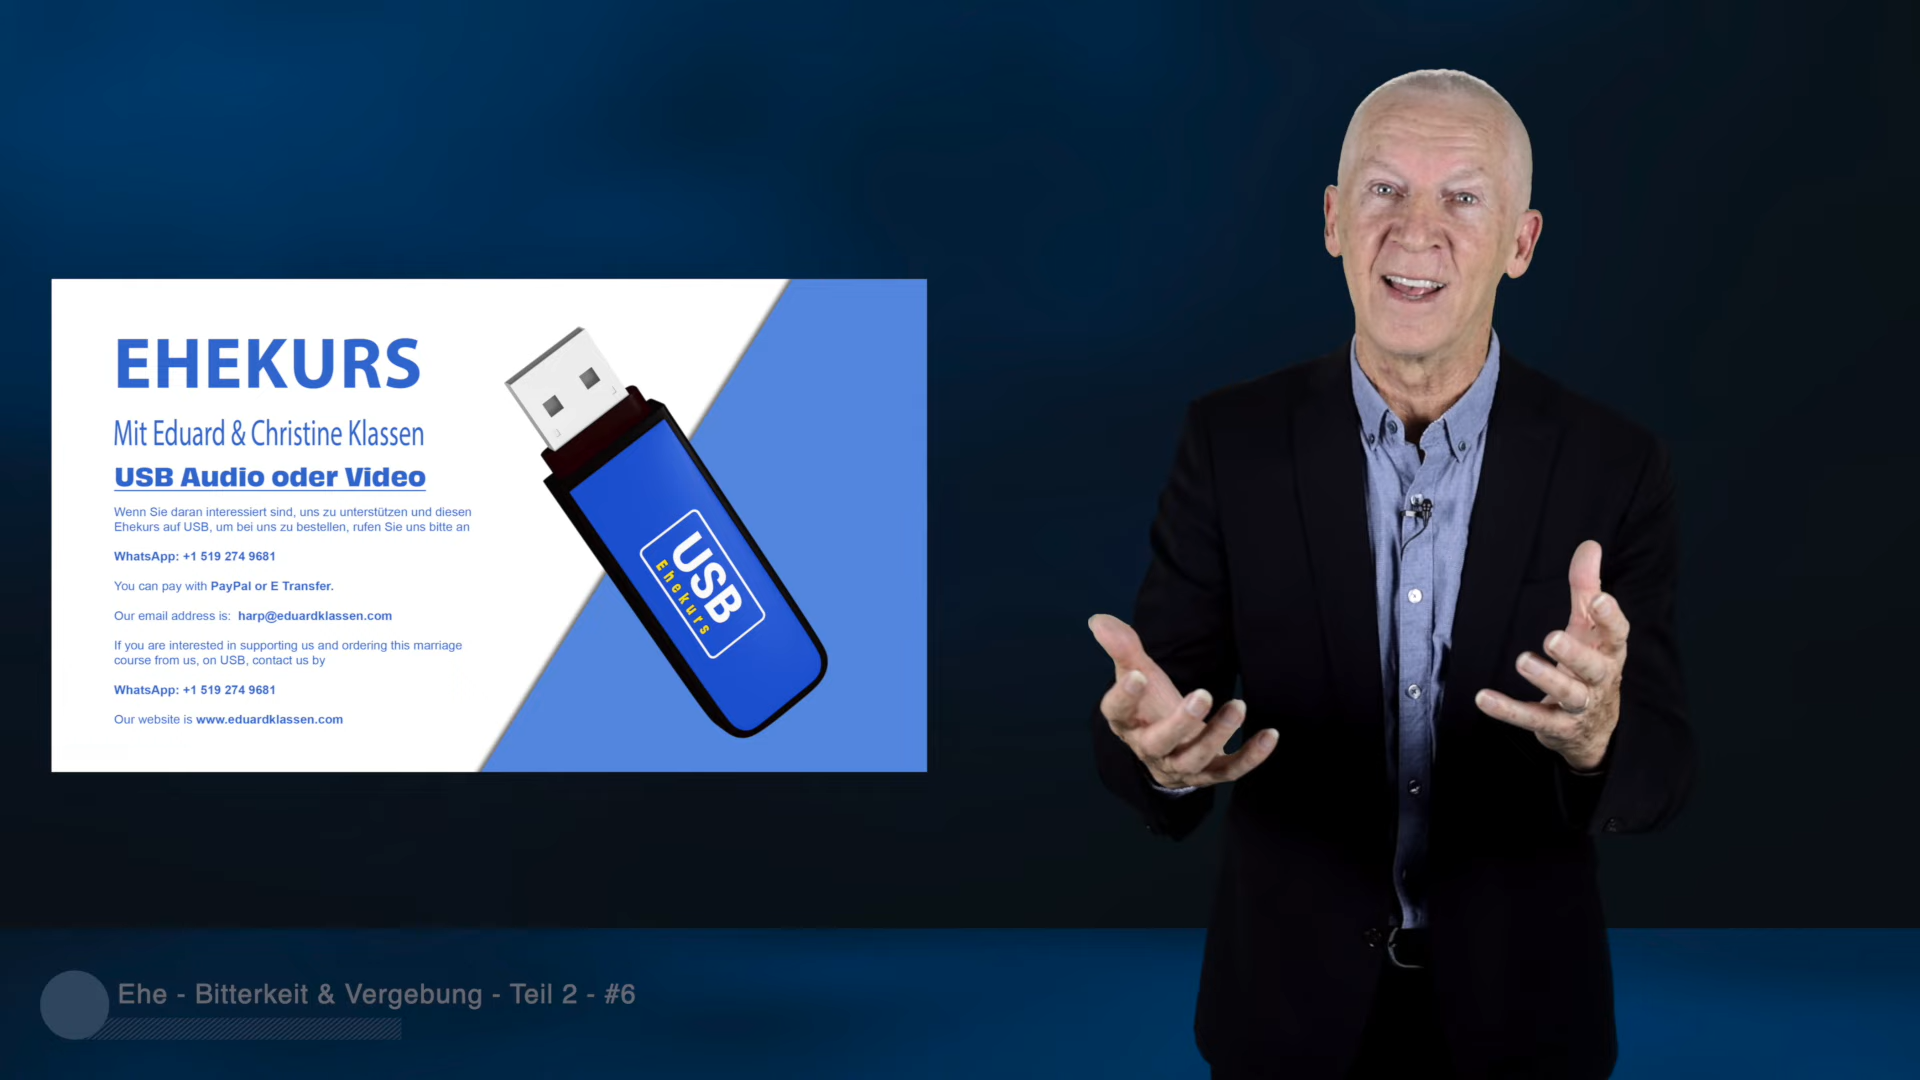 EHEKURS
Mit Eduard & Christine Klassen
USB Audio oder Video
Wenn Sie daran interessiert sind, uns zu unterstützen und diesen
Ehekurs auf USB, um bei uns zu bestellen, rufen Sie uns bitte an
WhatsApp: +1 519 274 9681
You can pay with PayPal or E Transfer.
Our email address is: harp@eduardklassen.com
If you are interested in supporting us and ordering this marriage
course from us, on USB, contact us by
WhatsApp: +1 519 274 9681
Our website is www.eduardklassen.com
USB
Ehekurs
Ehe - Bitterkeit & Vergebung - Teil 2 - #6